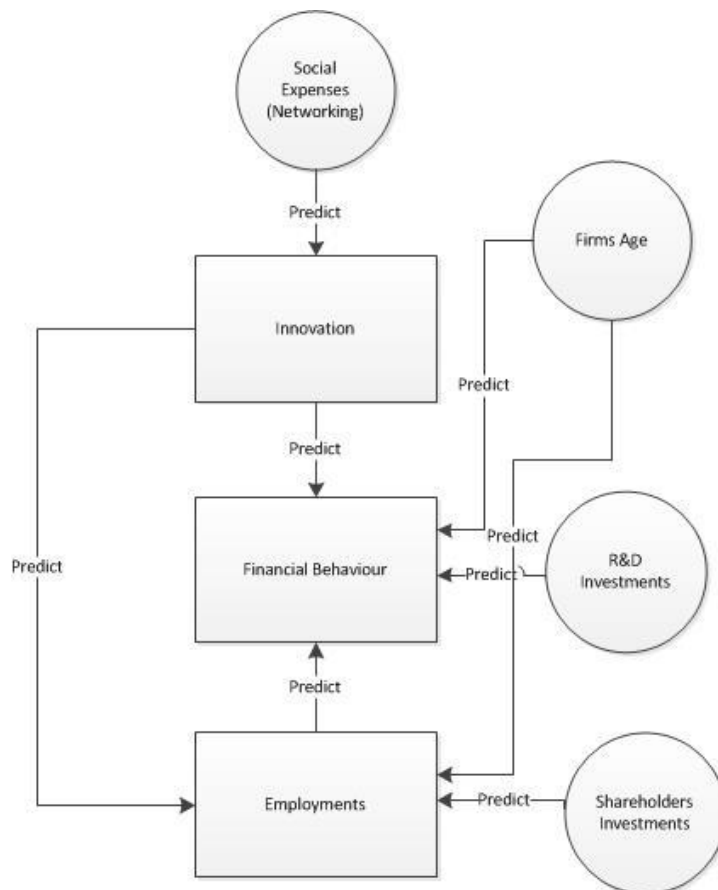 Social
Expenses
(Networking)
Predict
Firms Age
Innovation
Predict
Predict
Predict
Financial Behaviour
Predict
R&D
Investments
Predict
Predict
Employments
Predict
Shareholders
Investments